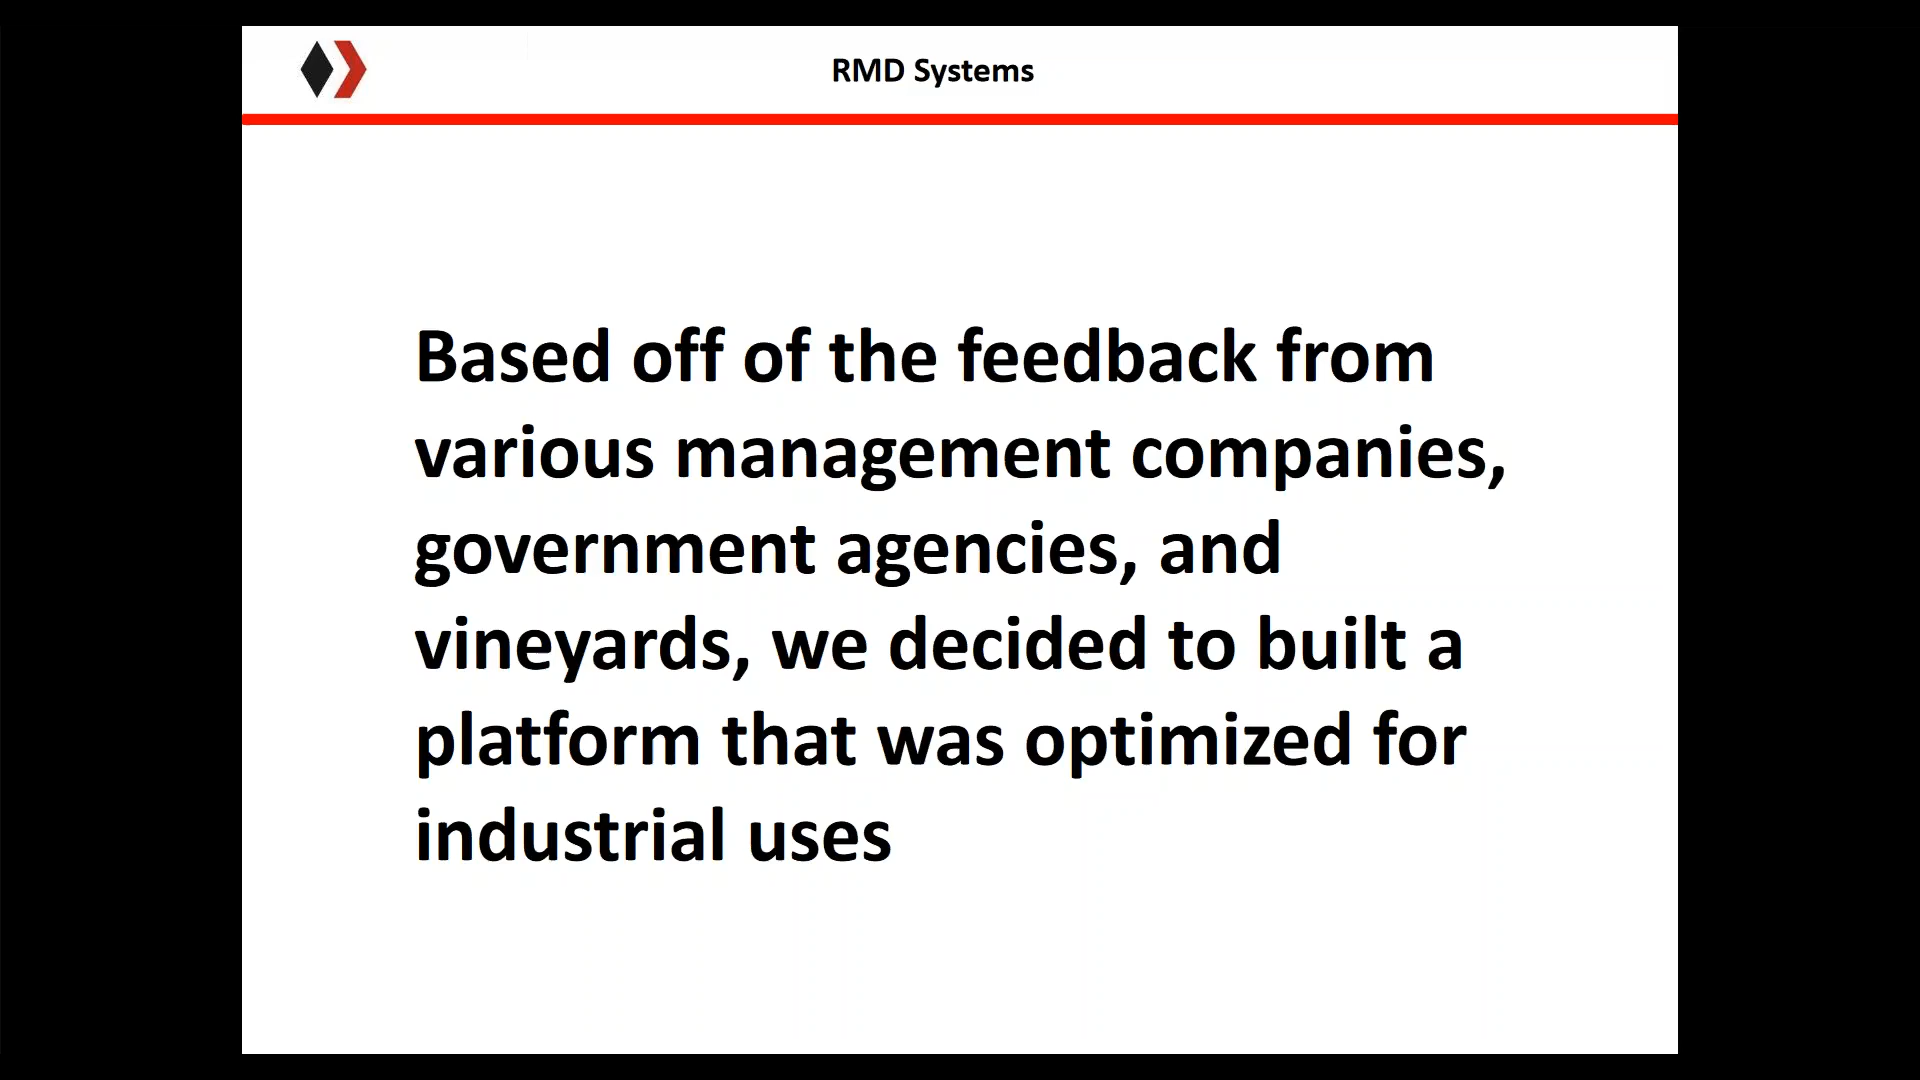 RMD Systems
Based off of the feedback from
various management companies,
government agencies, and
vineyards, we decided to built a
platform that was optimized for
industrial uses